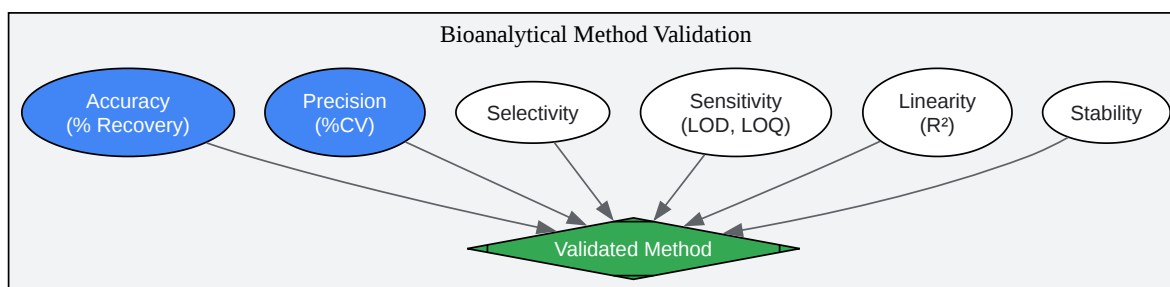 Bioanalytical Method Validation
Accuracy
(% Recovery)
Precision
(%CV)
Selectivity
Sensitivity
(LOD, LOQ)
Linearity
(R²)
Stability
Validated Method